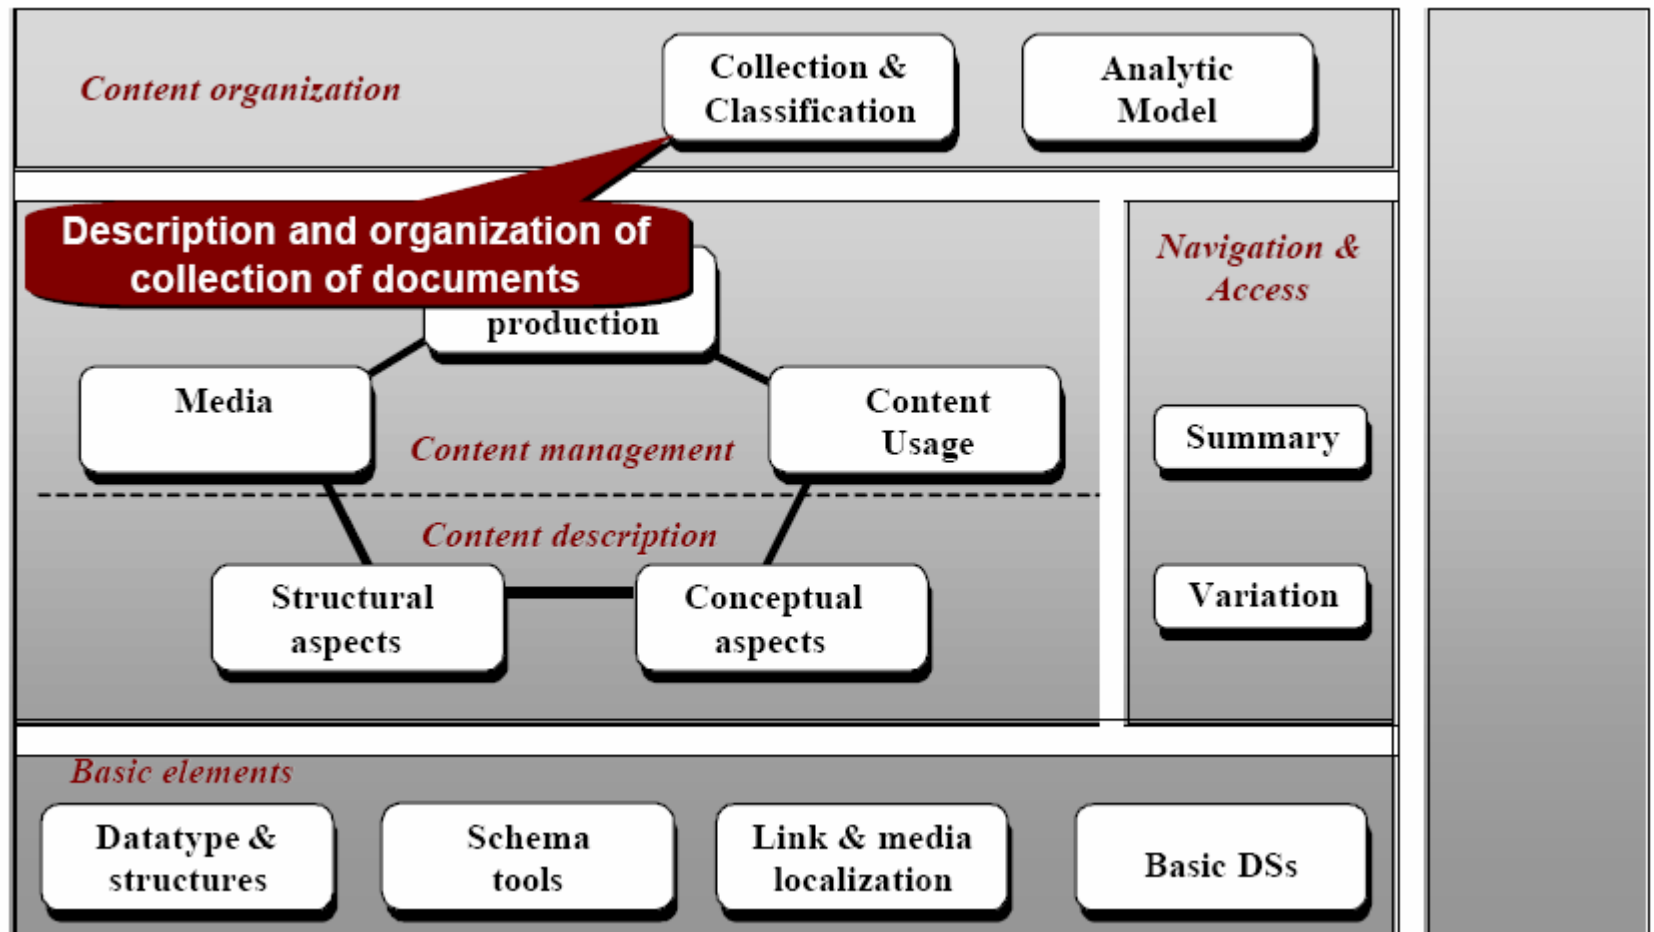 Content organization
Collection &
Classification
Analytic
Model
Description and organization of
collection of documents
production
Navigation &
Access
Media
Content
Usage
Content management
Summary
Content description
Structural
aspects
Conceptual
aspects
Variation
Basic elements
Datatype &
structures
Schema
tools
Link & media
localization
Basic DSs